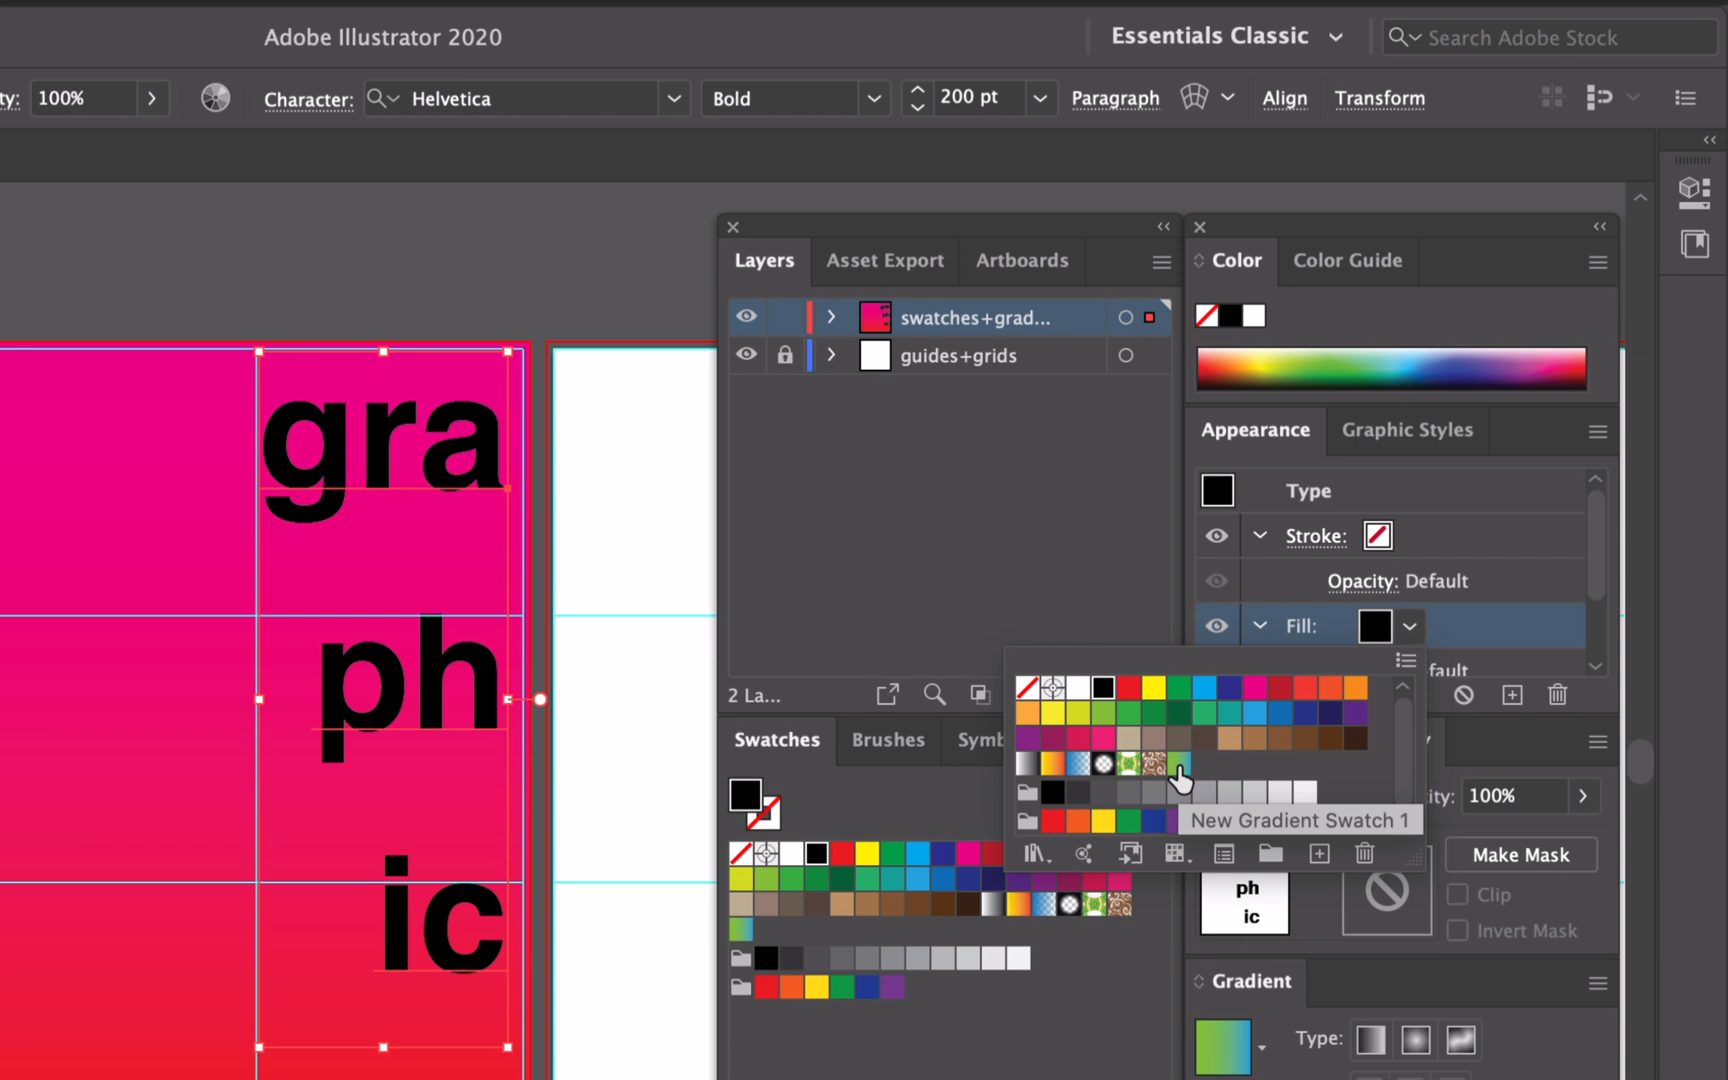 Adobe Illustrator 2020
Essentials Classic
Search Adobe Stock
ty:
100%
Character:
Helvetica
Bold
200 pt
Paragraph
Align
Transform
Layers
Asset Export
Artboards
Color
Color Guide
swatches+grad...
guides+grids
gra
ph
ic
Appearance
Graphic Styles
Type
Stroke:
Opacity: Default
Fill:
fault
2 La...
Swatches
Brushes
Symb
ity:
100%
New Gradient Swatch 1
Make Mask
ph
ic
Clip
Invert Mask
Gradient
Type: